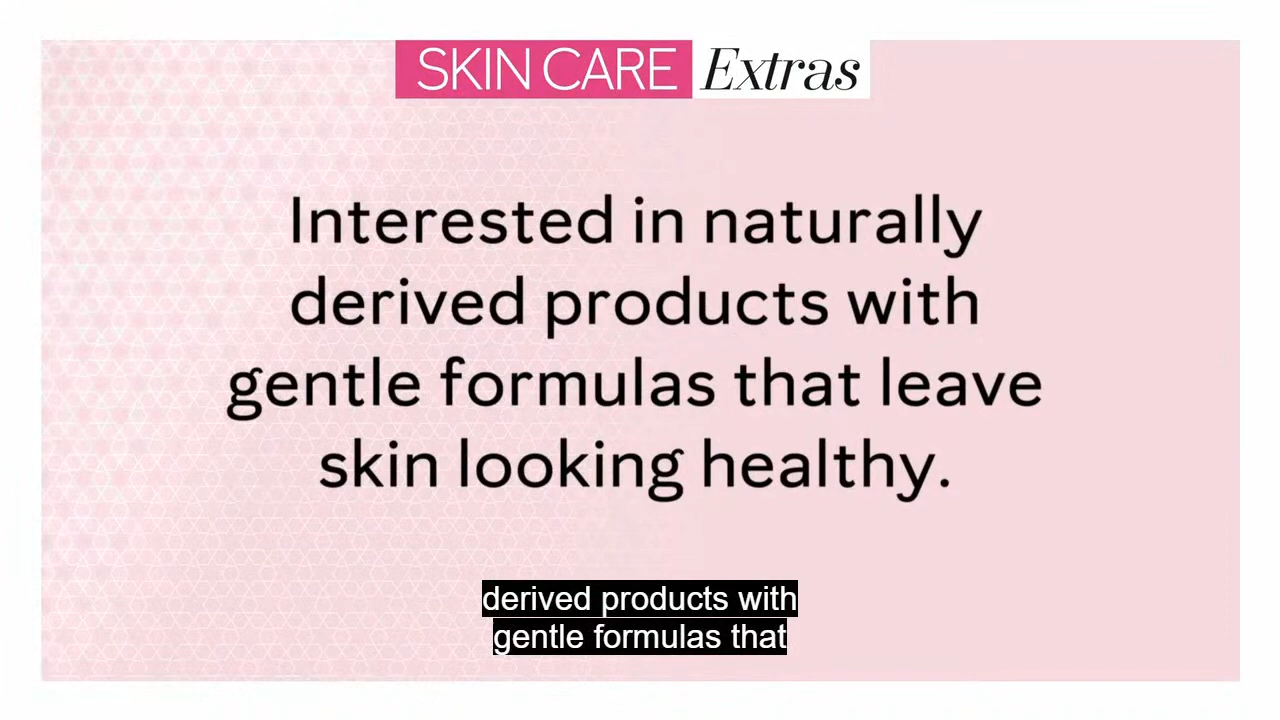 SKIN CARE Extras
Interested in naturally
derived products with
gentle formulas that leave
skin looking healthy.
derived products with
gentle formulas that